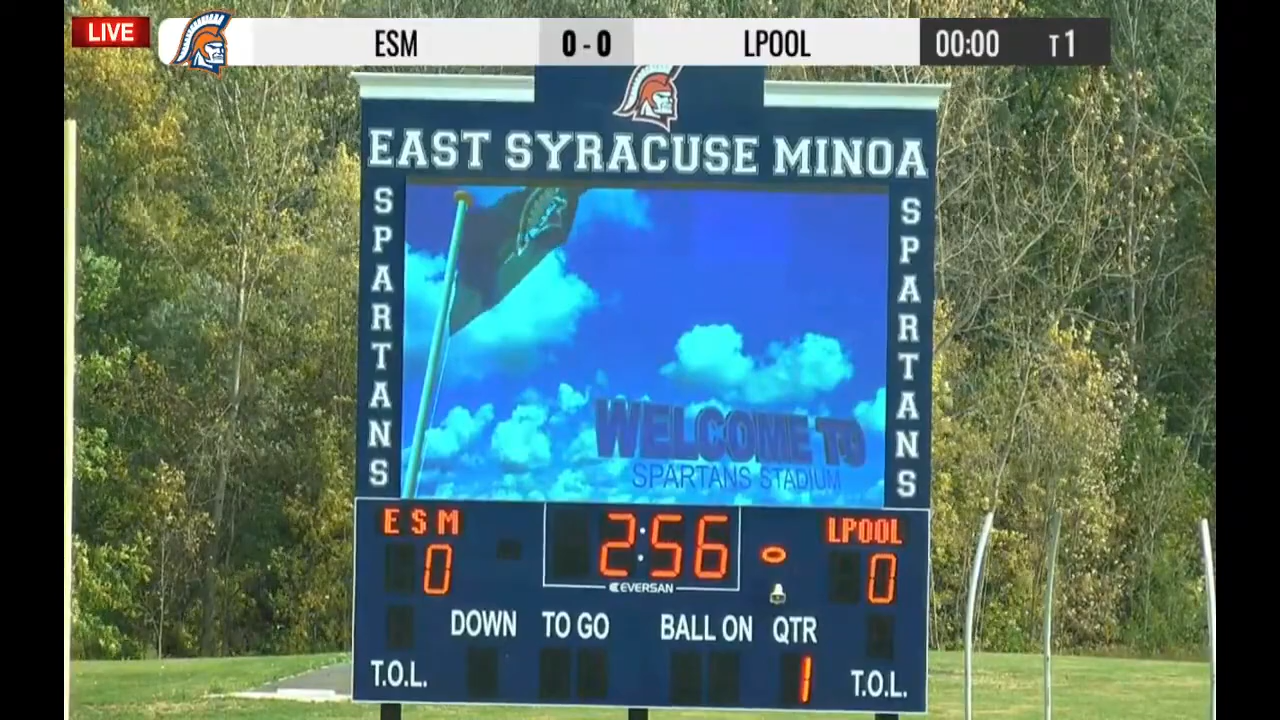 LIVE
ESM 0 - 0 LPOOL 00:00 T 1
EAST SYRACUSE MINOA
SPARTANS
SPARTANS
WELCOME TO
SPARTANS STADIUM
ESM 2:56 LPOOL
0 0
EVERSAN
DOWN TO GO BALL ON QTR
T.O.L. 1 T.O.L.